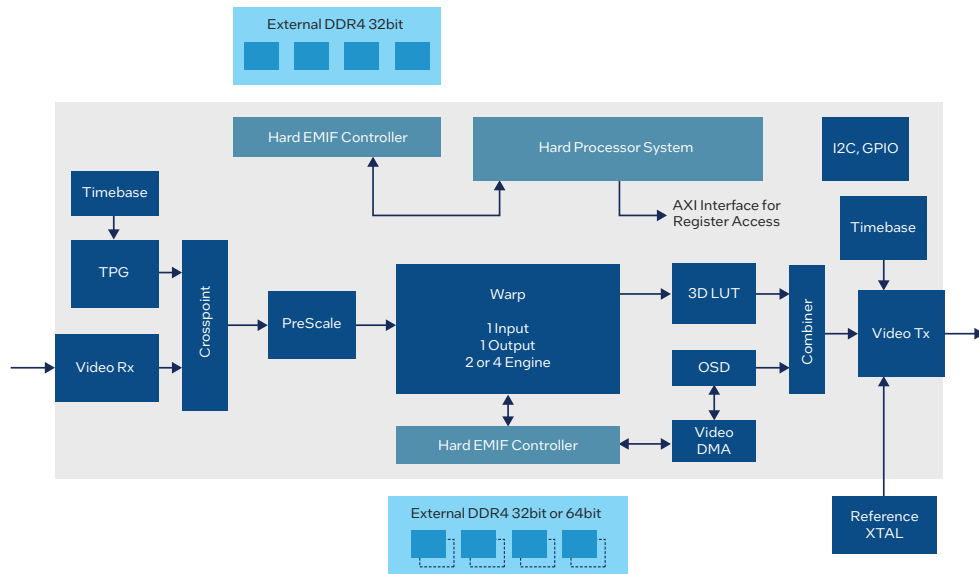 External DDR4 32bit
Hard EMIF Controller
Hard Processor System
I2C, GPIO
Timebase
AXI Interface for
Register Access
Timebase
TPG
Crosspoint
PreScale
Warp
1 Input
1 Output
2 or 4 Engine
3D LUT
Combiner
Video Tx
Video Rx
OSD
Video
DMA
Hard EMIF Controller
External DDR4 32bit or 64bit
Reference
XTAL